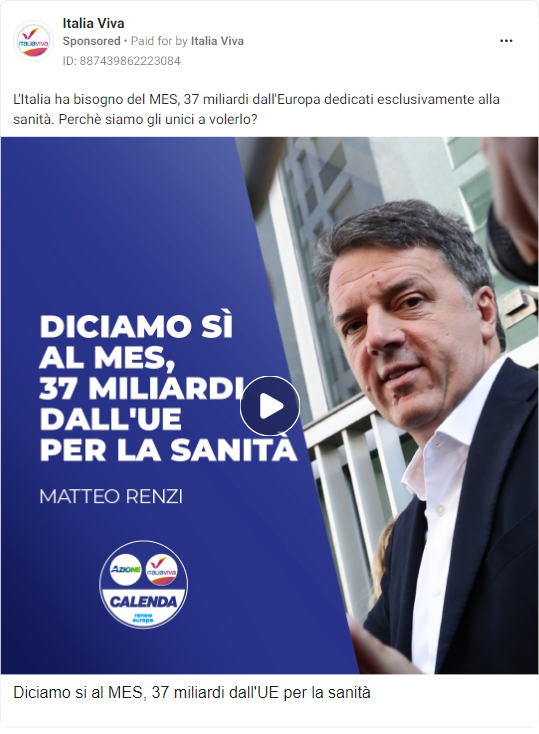 Italia Viva
Sponsored • Paid for by Italia Viva
ID: 887439862223084
L'Italia ha bisogno del MES, 37 miliardi dall'Europa dedicati esclusivamente alla
sanità. Perchè siamo gli unici a volerlo?
DICIAMO SÌ
AL MES,
37 MILIARDI
DALL'UE
PER LA SANITÀ
MATTEO RENZI
AZIONE
ITALIAVIVA
CALENDA
renew
europe.
Diciamo si al MES, 37 miliardi dall'UE per la sanità